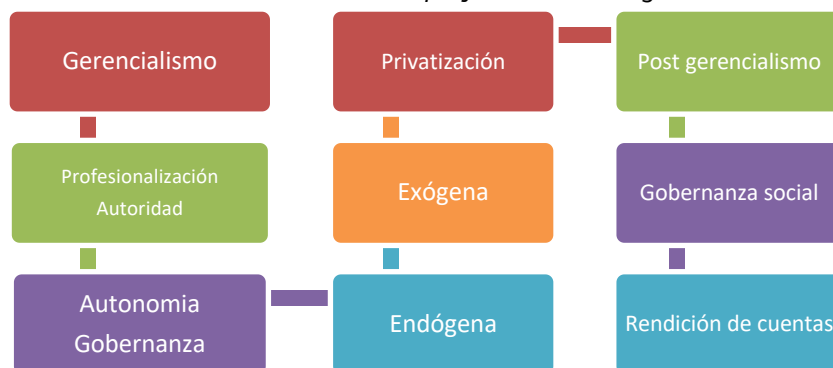 Gerencialismo
Profesionalización
Autoridad
Autonomia
Gobernanza
Endógena
Exógena
Privatización
Post gerencialismo
Gobernanza social
Rendición de cuentas